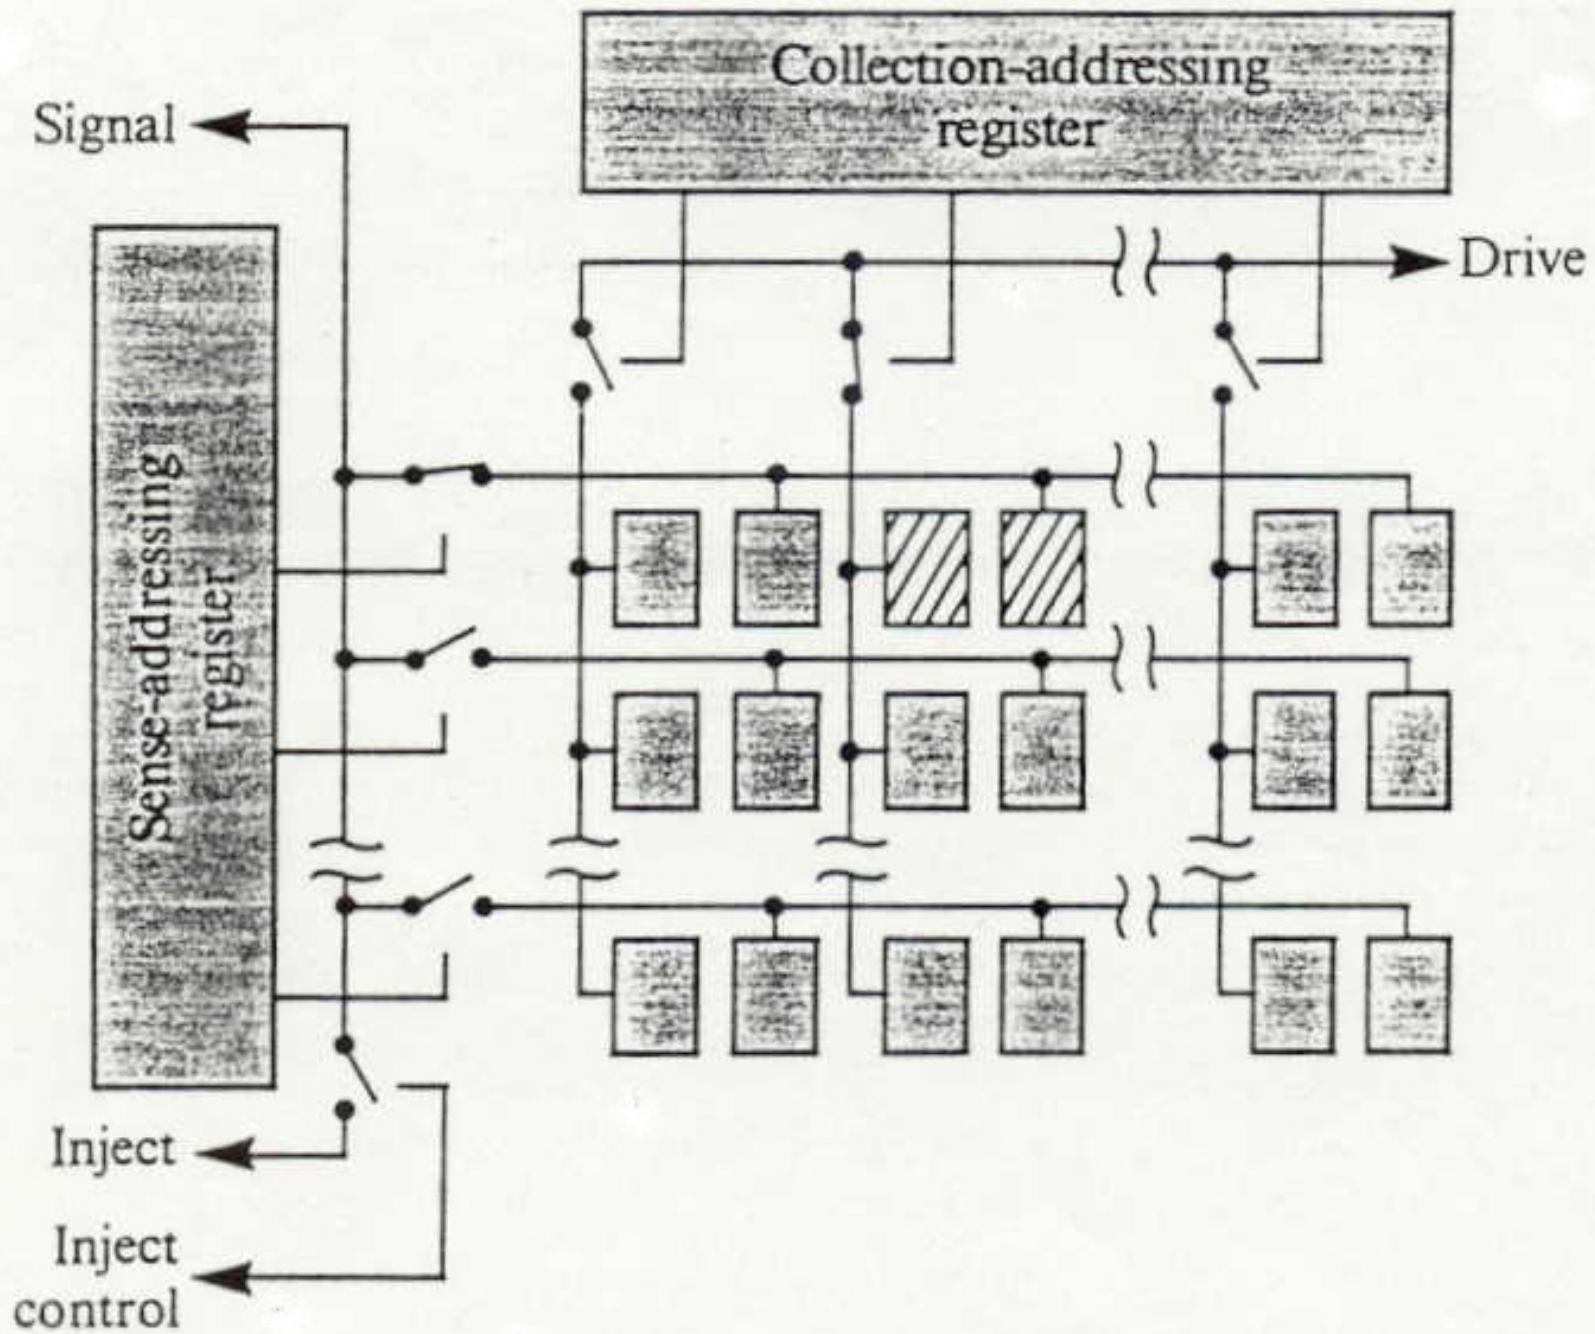 Collection-addressing
register
Signal
Drive
Sense-addressing
register
Inject
Inject
control